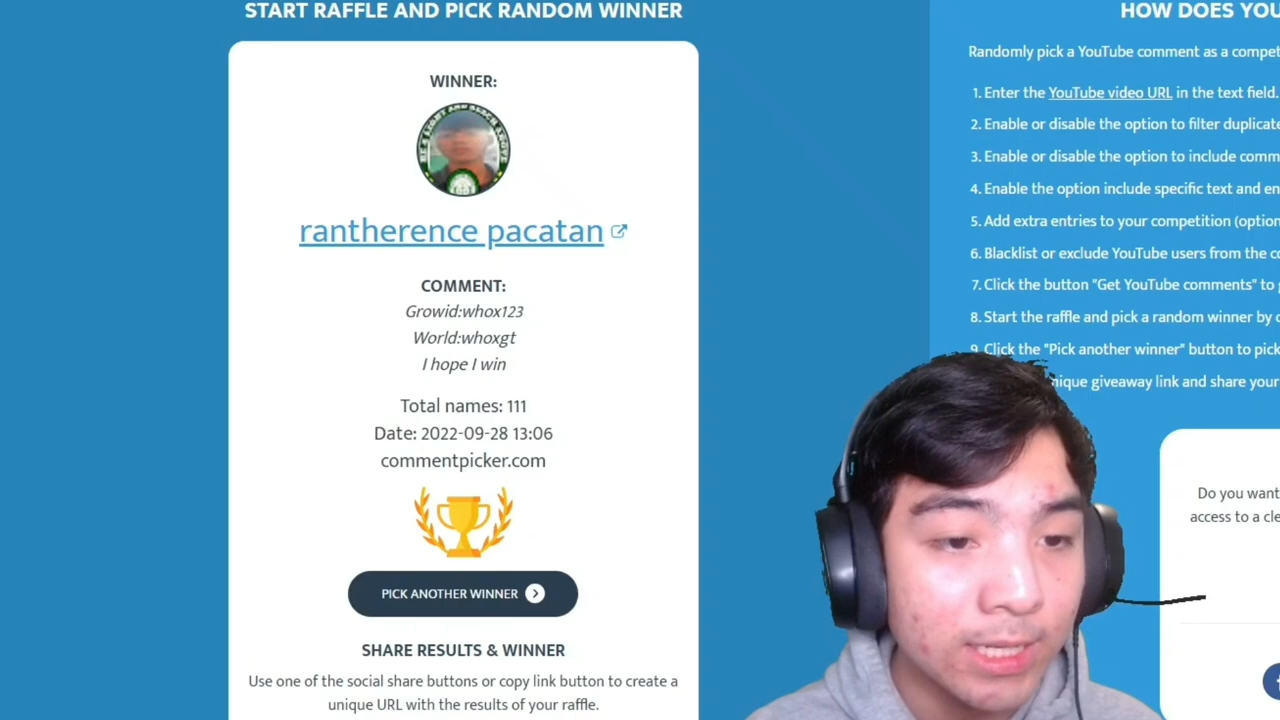 START RAFFLE AND PICK RANDOM WINNER
WINNER:
rantherence pacatan
COMMENT:
Growid:whox123
World:whoxgt
I hope I win
Total names: 111
Date: 2022-09-28 13:06
commentpicker.com
PICK ANOTHER WINNER
SHARE RESULTS & WINNER
Use one of the social share buttons or copy link button to create a
unique URL with the results of your raffle.
HOW DOES YOU
Randomly pick a YouTube comment as a compet
1. Enter the YouTube video URL in the text field.
2. Enable or disable the option to filter duplicate
3. Enable or disable the option to include comm
4. Enable the option include specific text and en
5. Add extra entries to your competition (option
6. Blacklist or exclude YouTube users from the co
7. Click the button "Get YouTube comments" to
8. Start the raffle and pick a random winner by c
9. Click the "Pick another winner" button to pick
nique giveaway link and share your
Do you want
access to a cle